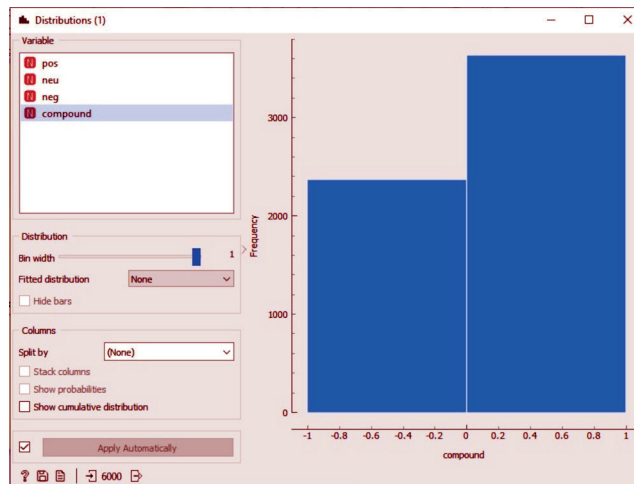 Distributions (1)
Variable
pos
neu
neg
compound
Distribution
Bin width 1
Fitted distribution None
Hide bars
Columns
Split by (None)
Stack columns
Show probabilities
Show cumulative distribution
Apply Automatically
? 6000
Frequency
3000
2000
1000
0
-1 -0.8 -0.6 -0.4 -0.2 0 0.2 0.4 0.6 0.8 1
compound